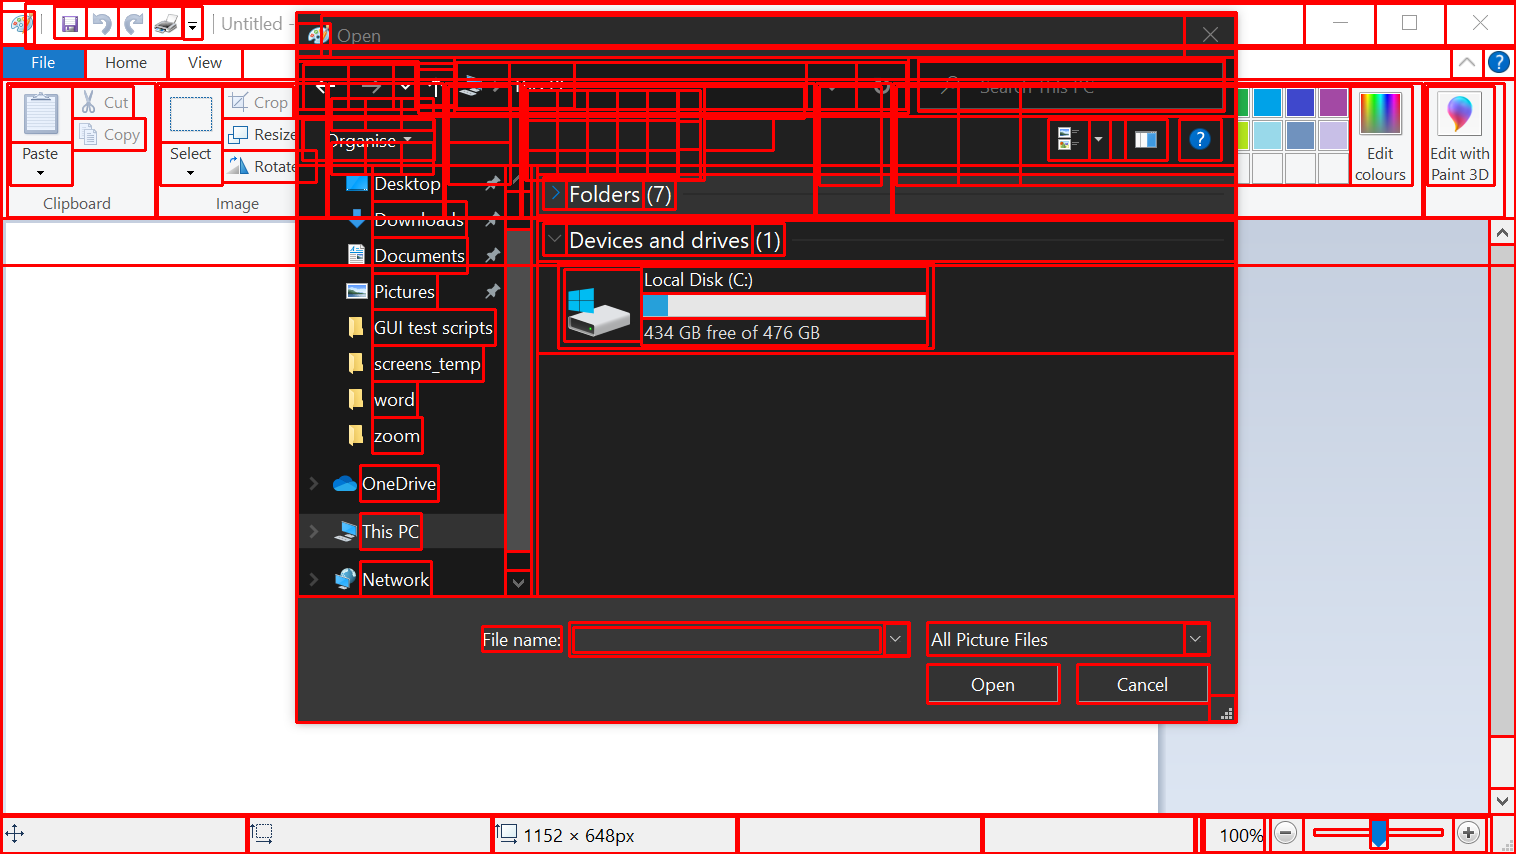 Untitled -
Open
File
Home
View
Search This PC
Paste
Cut
Copy
Clipboard
Select
Crop
Resize
Rotate
Image
Edit
colours
Edit with
Paint 3D
Organise
Desktop
Downloads
Documents
Pictures
GUI test scripts
screens_temp
word
zoom
OneDrive
This PC
Network
Folders (7)
Devices and drives (1)
Local Disk (C:)
434 GB free of 476 GB
File name:
All Picture Files
Open
Cancel
1152 × 648px
100%